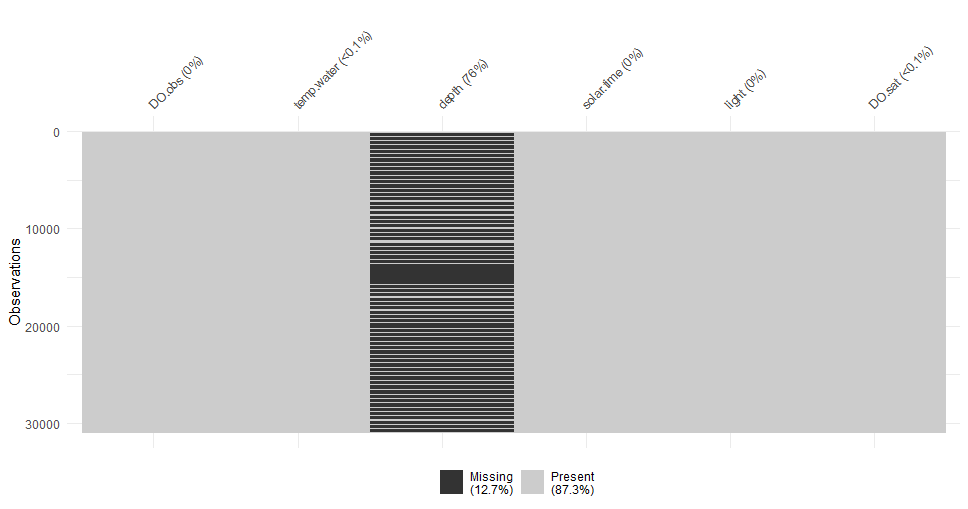 DO.obs (0%)
temp.water (<0.1%)
depth (76%)
solar.time (0%)
light (0%)
DO.sat (<0.1%)
0
10000
20000
30000
Observations
Missing
(12.7%)
Present
(87.3%)